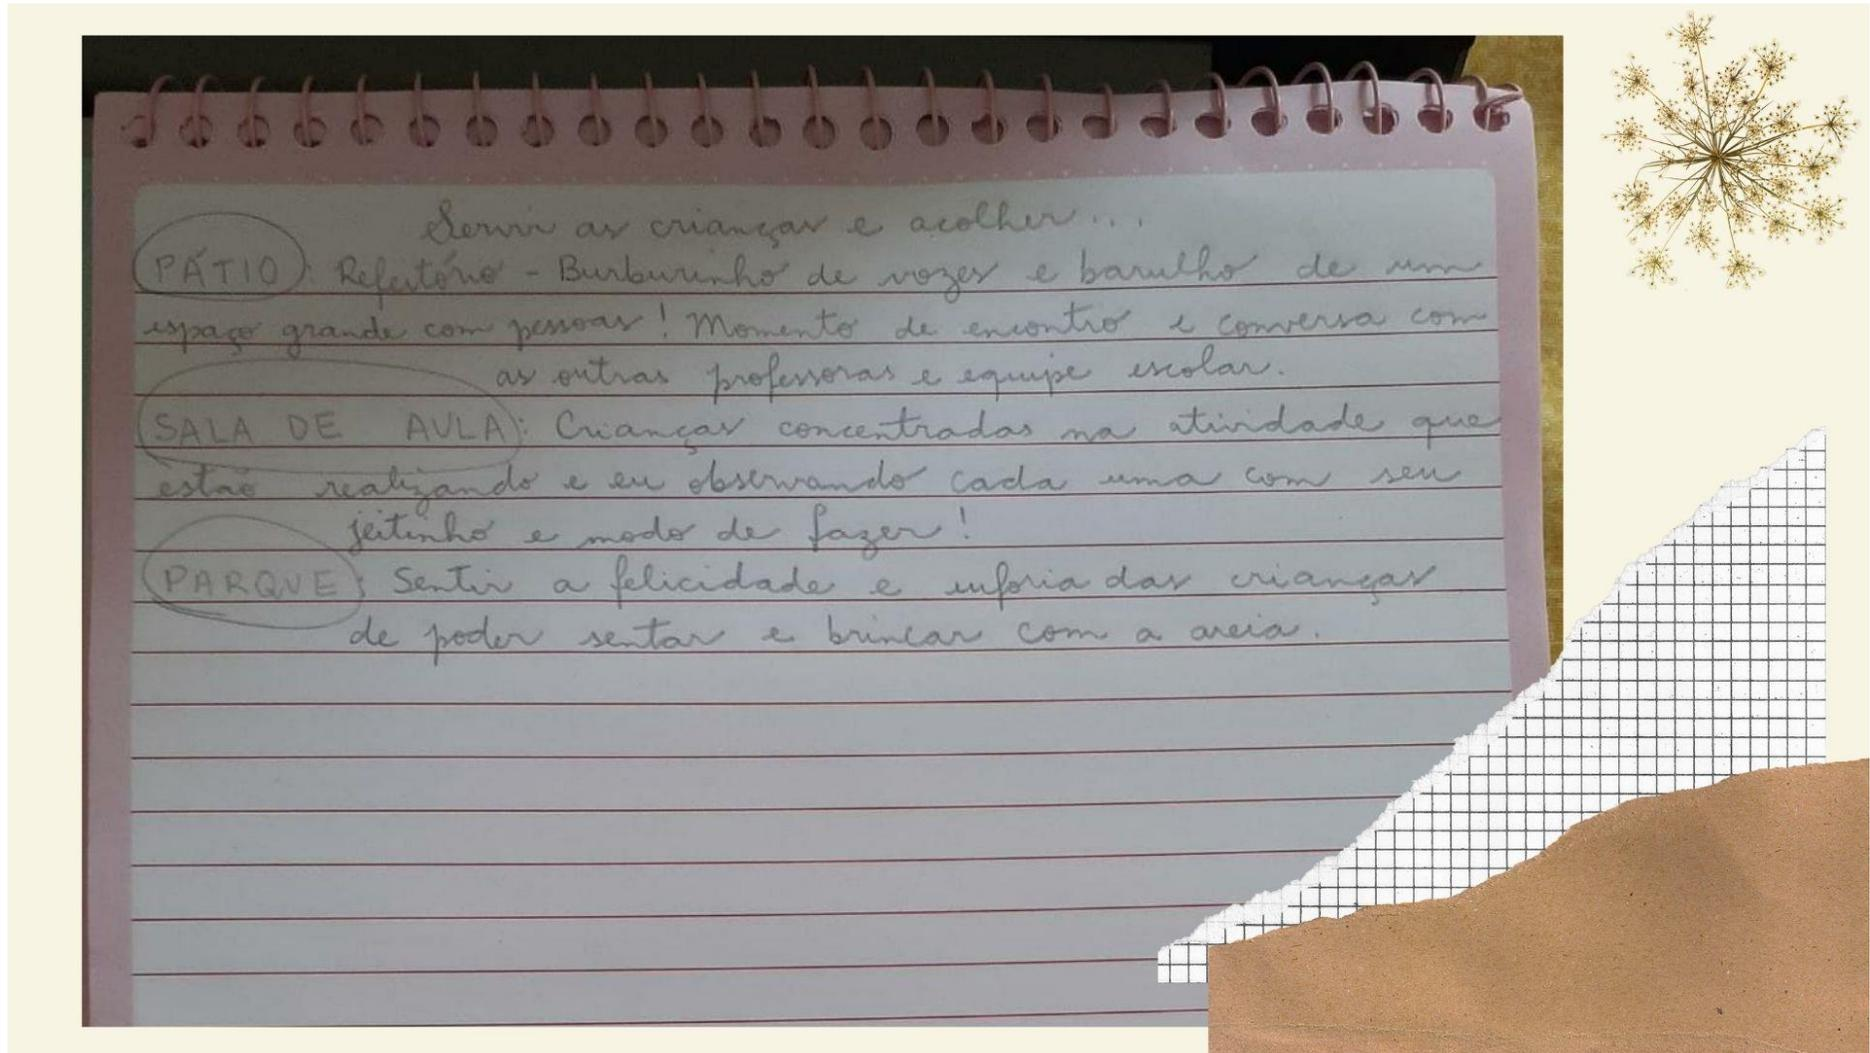 Servir as crianças e acolher...
PÁTIO: Refeitório - Burburinho de vozes e barulho de um
espaço grande com pessoas! Momento de encontro e conversa com
as outras professoras e equipe escolar.
SALA DE AULA: Crianças concentradas na atividade que
estão realizando e eu observando cada uma com seu
jeitinho e modo de fazer!
PARQUE: Sentir a felicidade e euforia das crianças
de poder sentar e brincar com a areia.